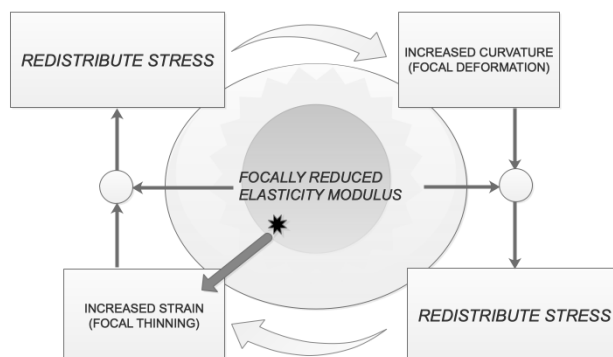 REDISTRIBUTE STRESS
INCREASED CURVATURE
(FOCAL DEFORMATION)
FOCALLY REDUCED
ELASTICITY MODULUS
INCREASED STRAIN
(FOCAL THINNING)
REDISTRIBUTE STRESS